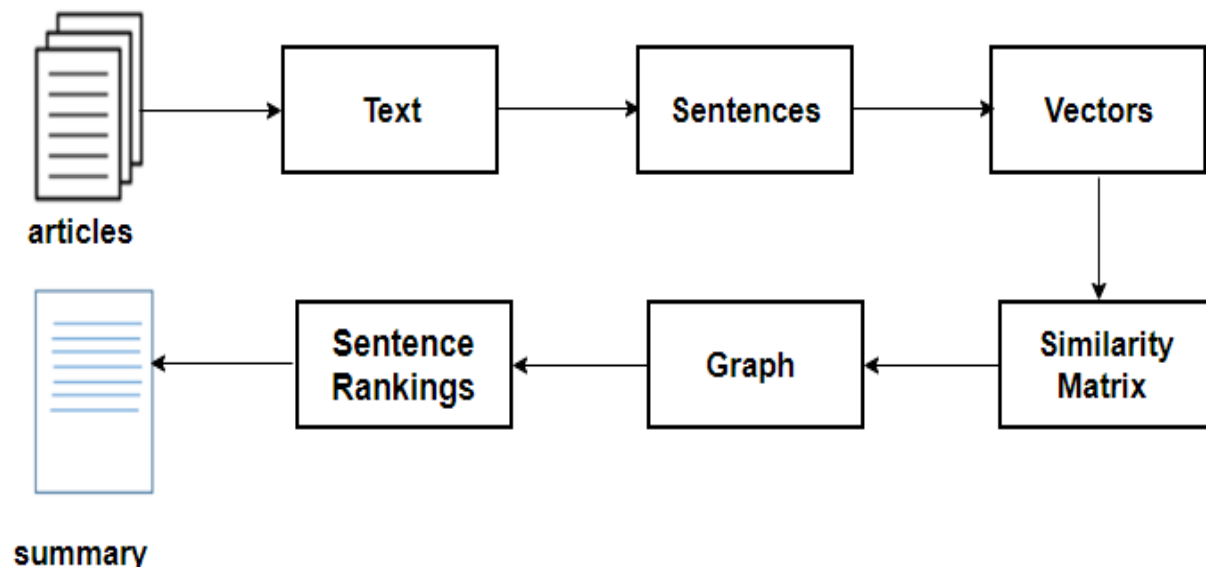 Text
Sentences
Vectors
articles
Sentence
Rankings
Graph
Similarity
Matrix
summary